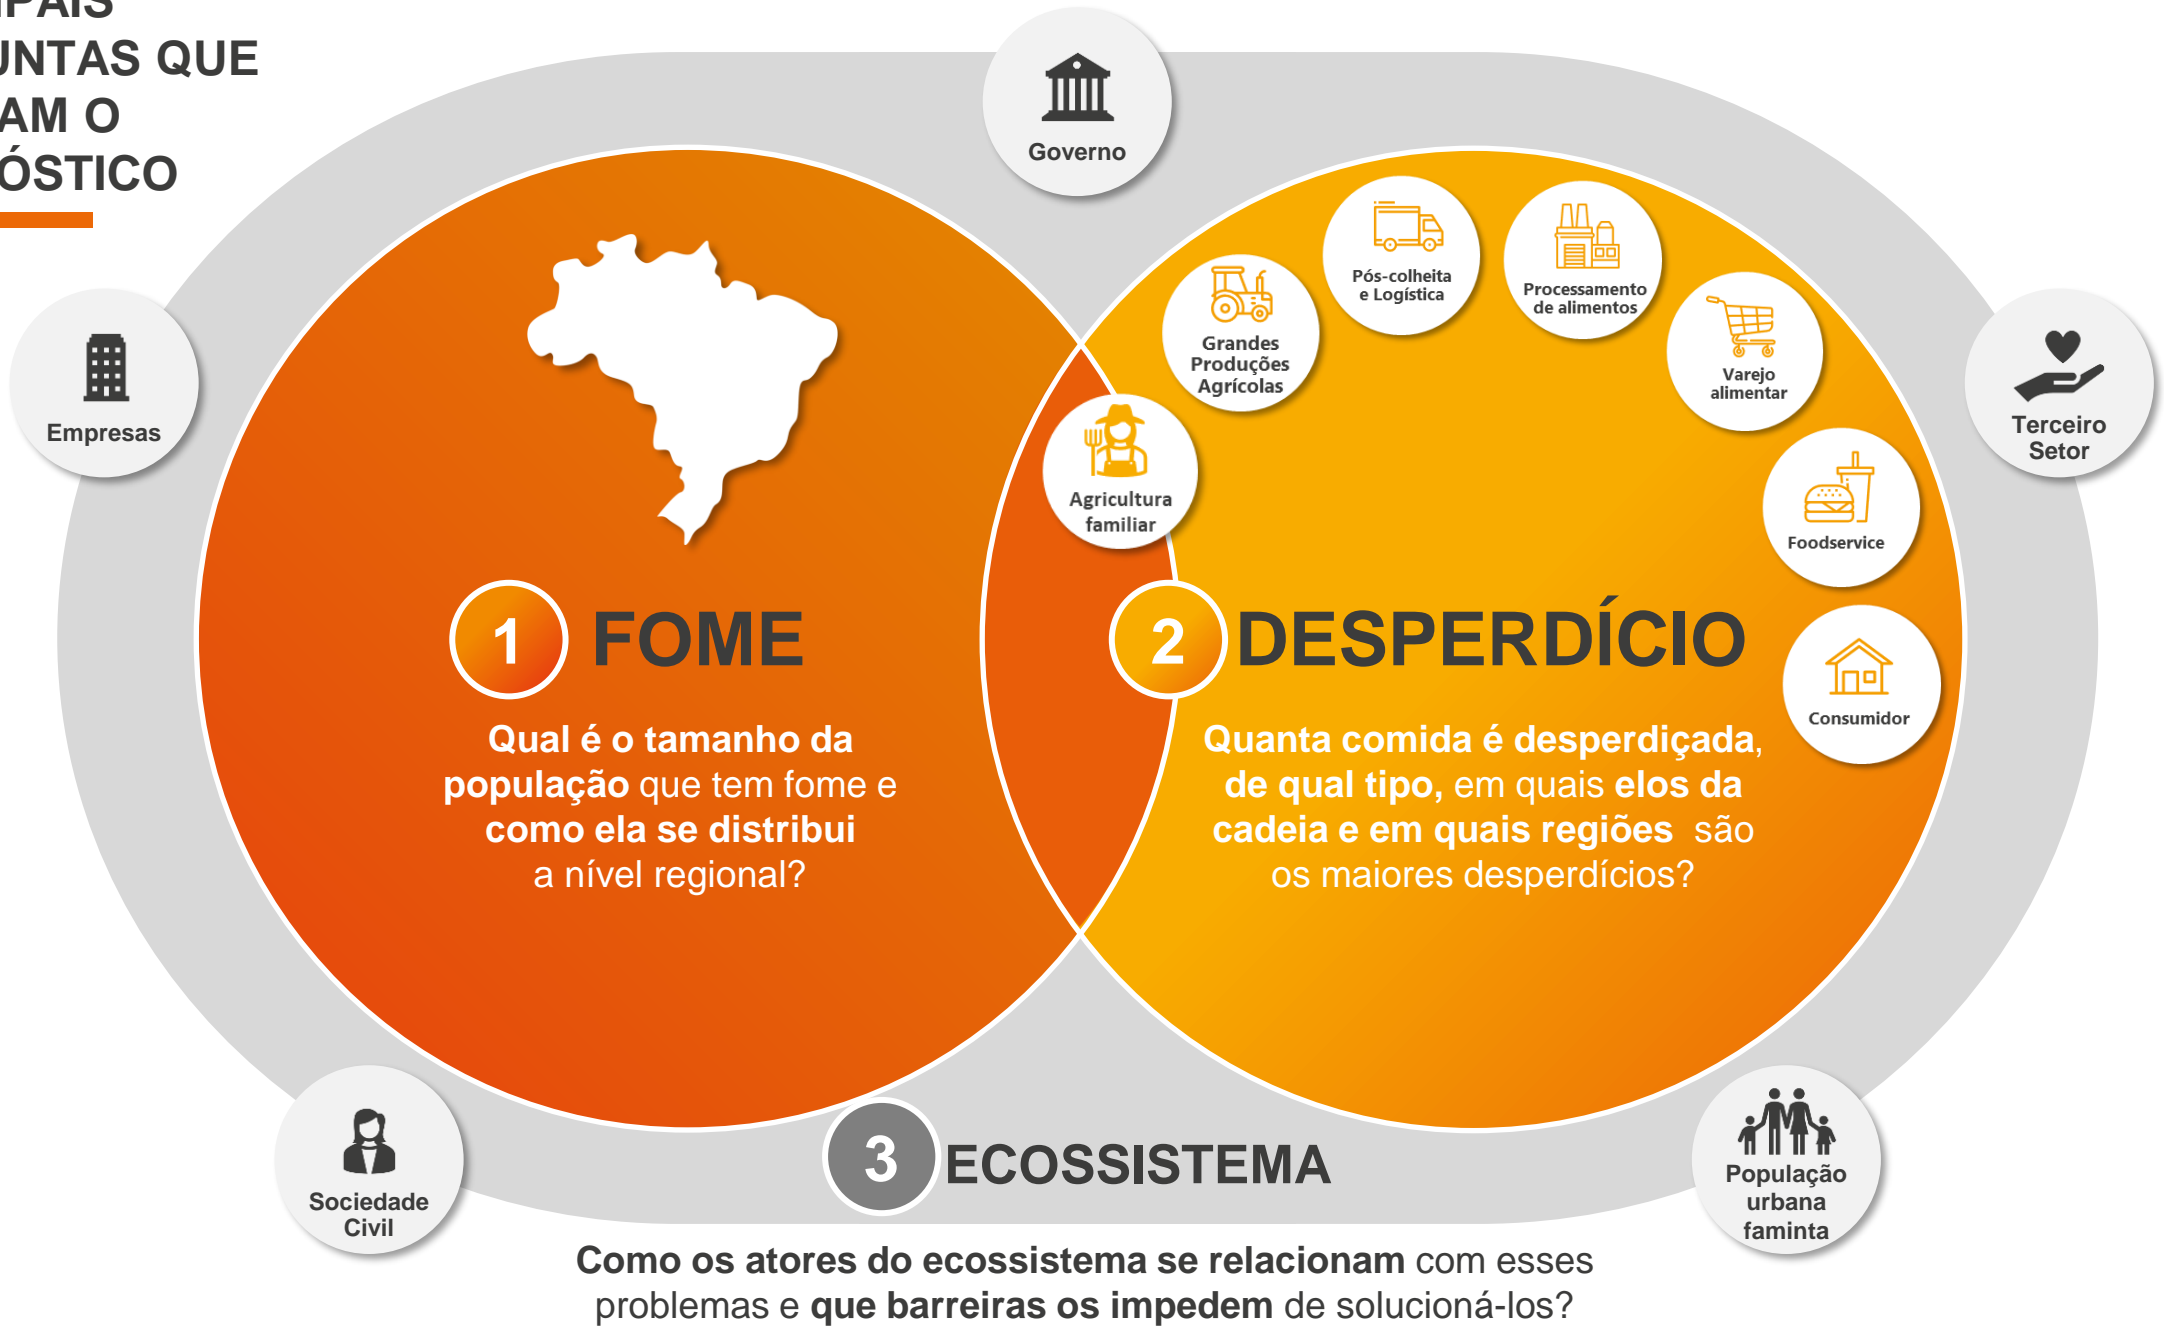 UNTAS QUE
AM O
ÓSTICO
Governo
Empresas
Terceiro
Setor
Pós-colheita
e Logística
Processamento
de alimentos
Grandes
Produções
Agrícolas
Varejo
alimentar
Agricultura
familiar
Foodservice
Consumidor
1 FOME
Qual é o tamanho da
população que tem fome e
como ela se distribui
a nível regional?
2 DESPERDÍCIO
Quanta comida é desperdiçada,
de qual tipo, em quais elos da
cadeia e em quais regiões são
os maiores desperdícios?
3 ECOSSISTEMA
Sociedade
Civil
População
urbana
faminta
Como os atores do ecossistema se relacionam com esses
problemas e que barreiras os impedem de solucioná-los?